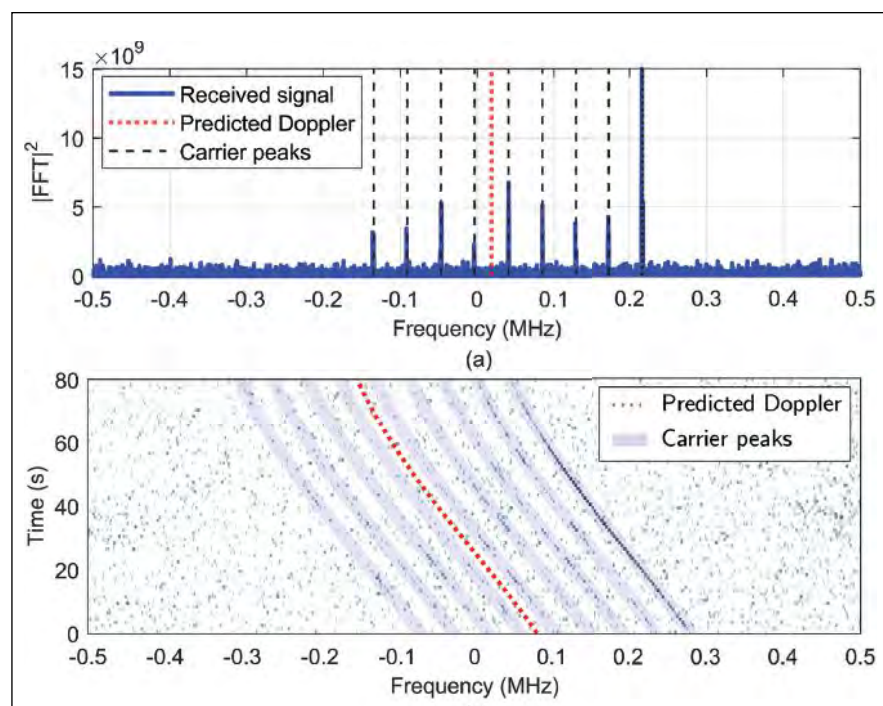 ×10⁹
15
10
5
0
|FFT|²
Received signal
Predicted Doppler
Carrier peaks
-0.5 -0.4 -0.3 -0.2 -0.1 0 0.1 0.2 0.3 0.4 0.5
Frequency (MHz)
(a)
80
60
40
20
0
Time (s)
Predicted Doppler
Carrier peaks
-0.5 -0.4 -0.3 -0.2 -0.1 0 0.1 0.2 0.3 0.4 0.5
Frequency (MHz)